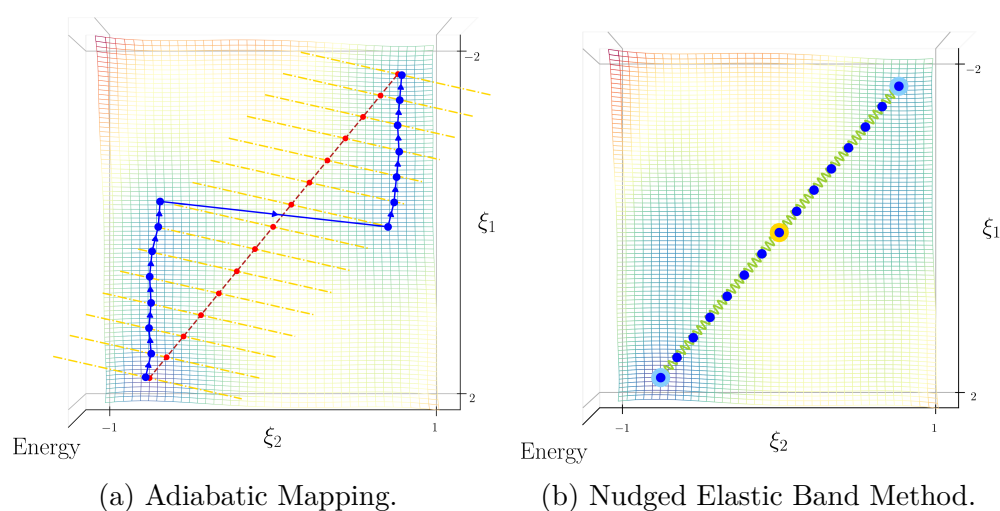 -2
ξ1
2
-1
ξ2
1
Energy
(a) Adiabatic Mapping.
-2
ξ1
2
-1
ξ2
1
Energy
(b) Nudged Elastic Band Method.